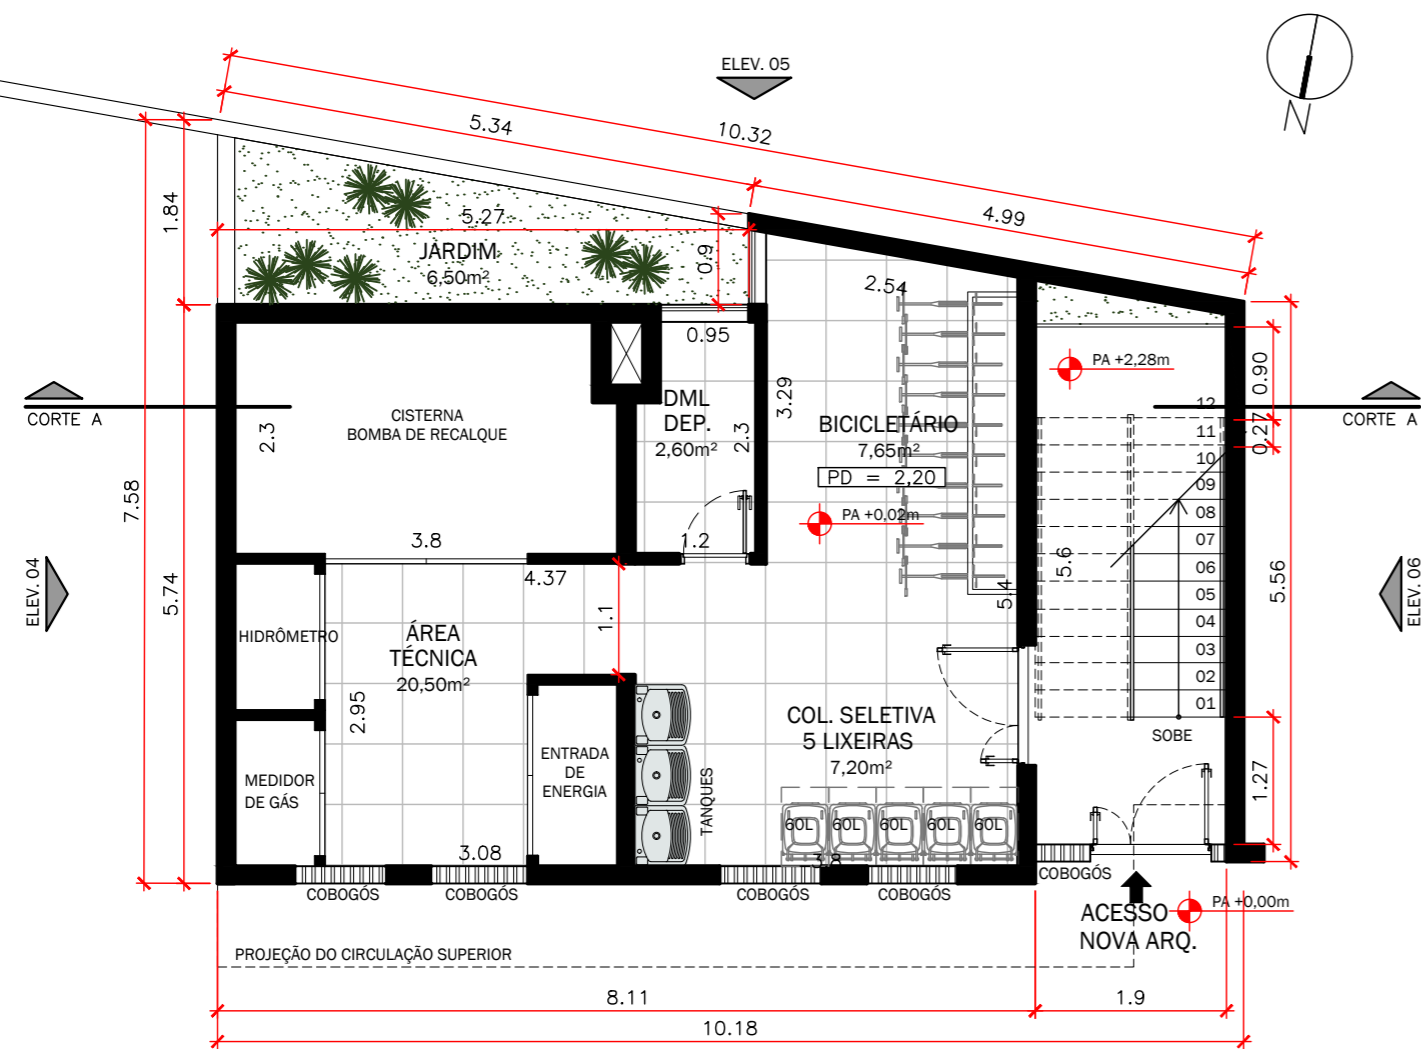 ELEV. 05
N
5.34
10.32
4.99
1.84
5.27
JARDIM
6,50m²
0.9
2.54
0.95
PA +2,28m
0.90
CORTE A
CORTE A
CISTERNA
BOMBA DE RECALQUE
2.3
DML
DEP.
2,60m²
2.3
3.29
BICICLETÁRIO
7,65m²
PD = 2,20
PA +0,02m
12
11
10
09
08
07
06
05
04
03
02
01
0.27
7.58
5.74
3.8
1.2
4.37
1.1
5.4
5.6
5.56
ELEV. 04
ELEV. 06
HIDRÔMETRO
ÁREA
TÉCNICA
20,50m²
2.95
COL. SELETIVA
5 LIXEIRAS
7,20m²
SOBE
MEDIDOR
DE GÁS
ENTRADA
DE
ENERGIA
TANQUES
60L
60L
60L
60L
60L
1.27
3.08
3.8
COBOGÓS
COBOGÓS
COBOGÓS
COBOGÓS
COBOGÓS
ACESSO
NOVA ARQ.
PA +0,00m
PROJEÇÃO DO CIRCULAÇÃO SUPERIOR
8.11
1.9
10.18